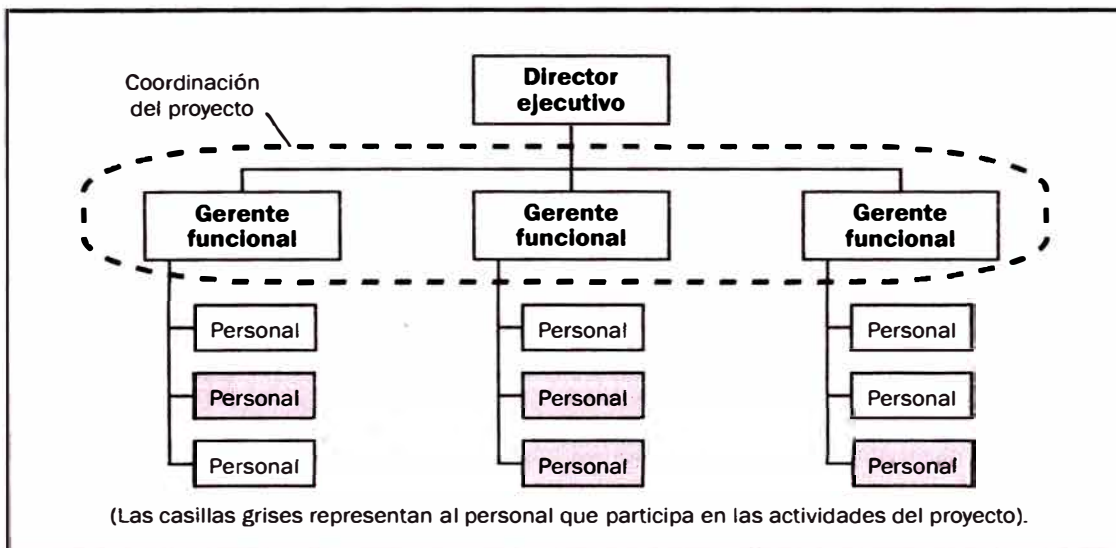 Coordinación
del proyecto
Director
ejecutivo
Gerente
funcional
Gerente
funcional
Gerente
funcional
Personal
Personal
Personal
Personal
Personal
Personal
Personal
Personal
Personal
(Las casillas grises representan al personal que participa en las actividades del proyecto).